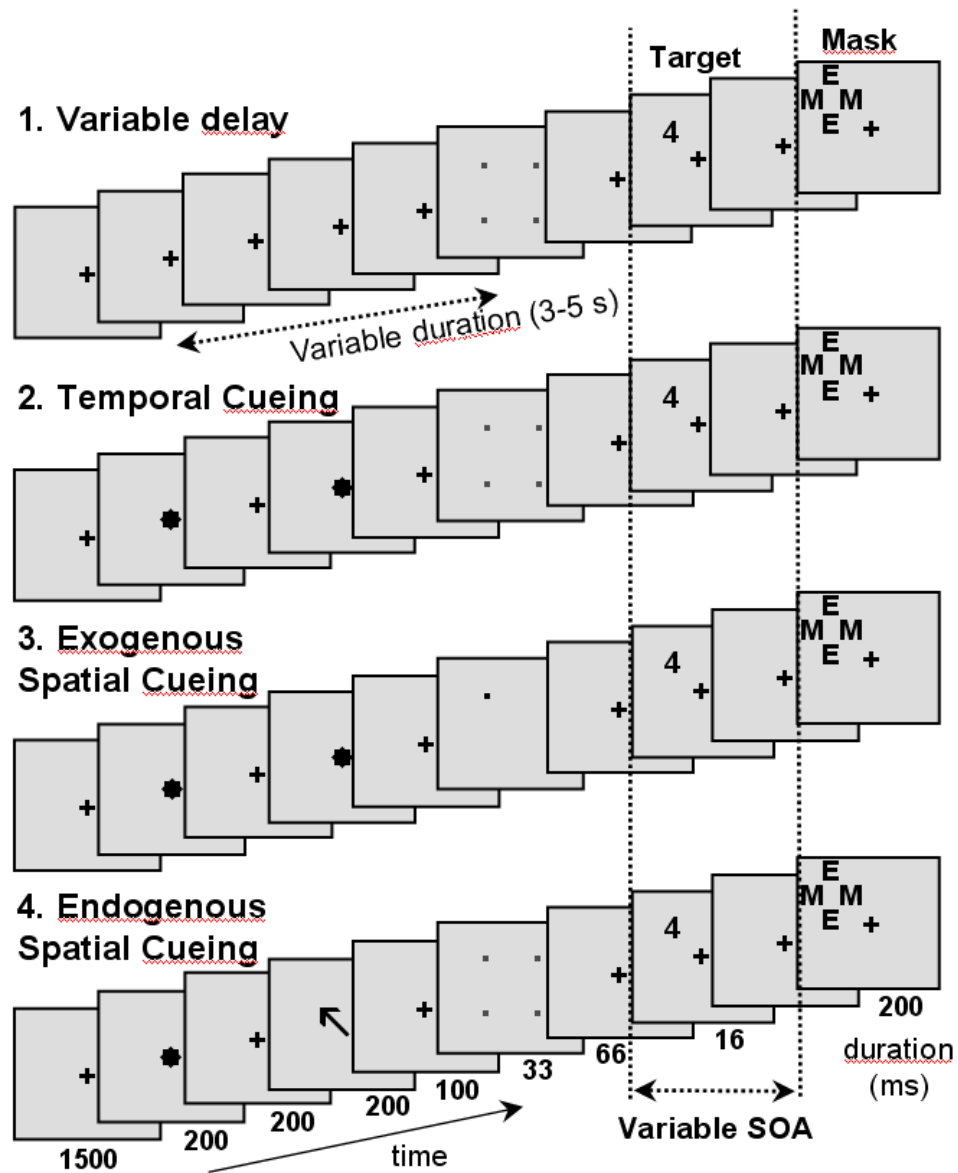 Target
Mask
1. Variable delay
4
E
M M
E
Variable duration (3-5 s)
2. Temporal Cueing
4
E
M M
E
3. Exogenous
Spatial Cueing
4
E
M M
E
4. Endogenous
Spatial Cueing
4
E
M M
E
1500
200
200
200
100
33
66
16
200
duration
(ms)
time
Variable SOA